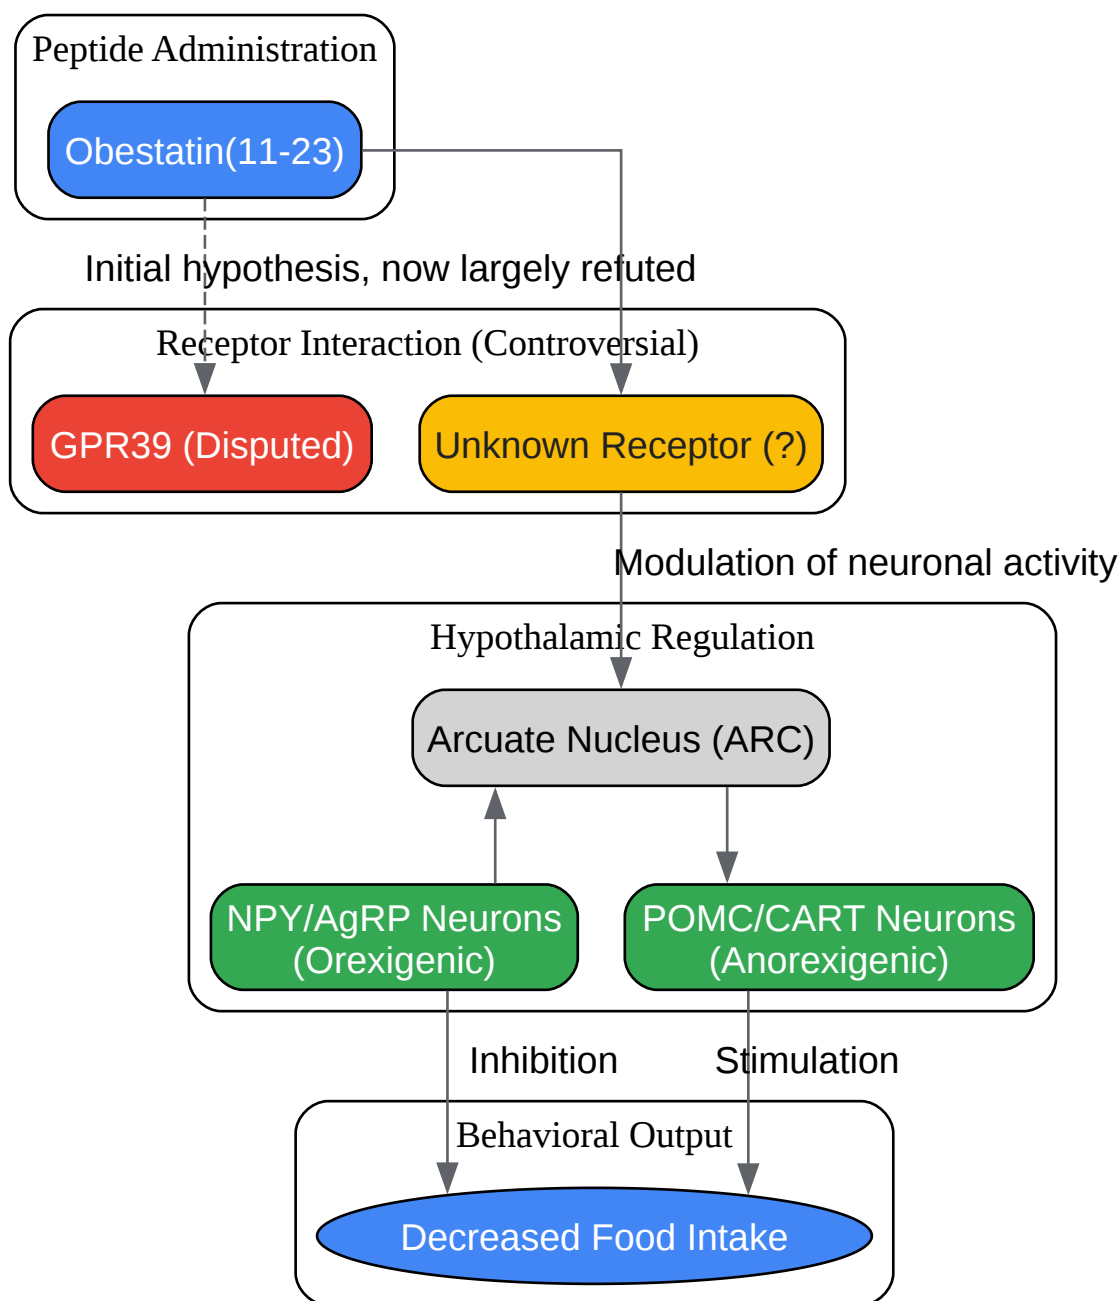 Peptide Administration
Obestatin(11-23)
Initial hypothesis, now largely refuted
Receptor Interaction (Controversial)
GPR39 (Disputed)
Unknown Receptor (?)
Modulation of neuronal activity
Hypothalamic Regulation
Arcuate Nucleus (ARC)
NPY/AgRP Neurons
(Orexigenic)
POMC/CART Neurons
(Anorexigenic)
Inhibition
Stimulation
Behavioral Output
Decreased Food Intake